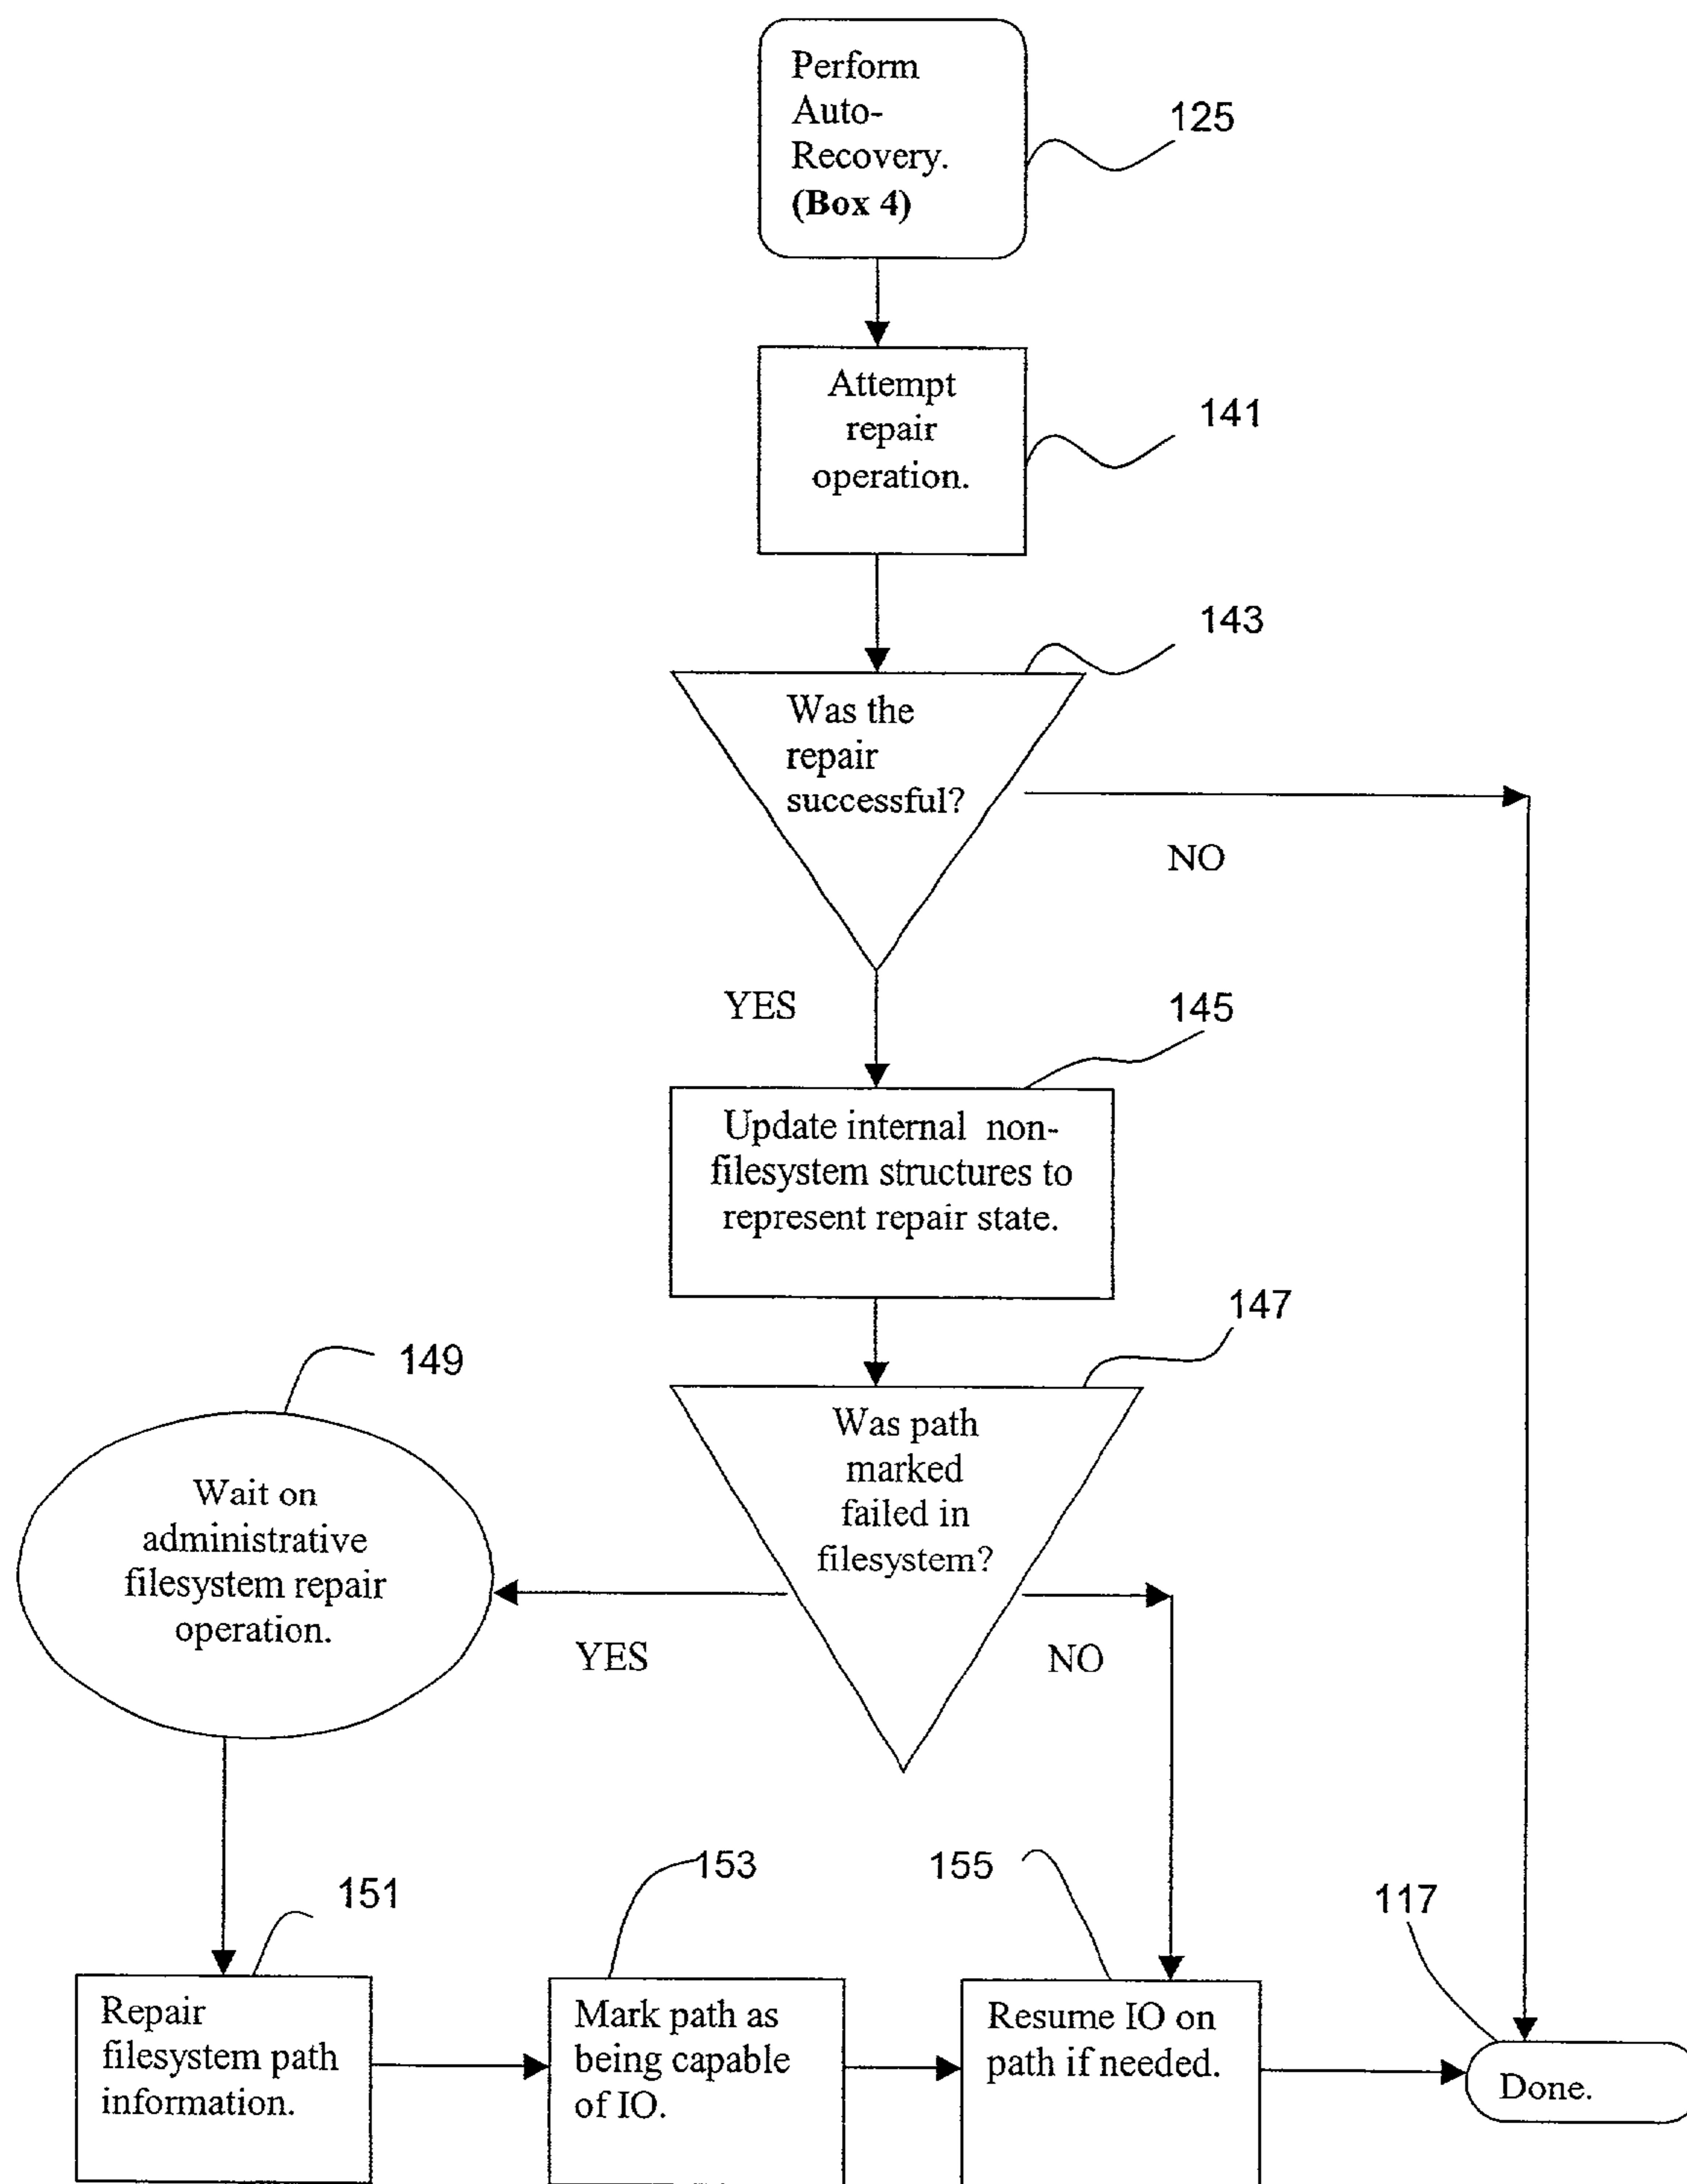 Perform
Auto-
Recovery.
(Box 4)
125
Attempt
repair
operation.
141
143
Was the
repair
successful?
NO
YES
145
Update internal non-
filesystem structures to
represent repair state.
147
149
Was path
marked
failed in
filesystem?
Wait on
administrative
filesystem repair
operation.
YES
NO
151
153
155
117
Repair
filesystem path
information.
Mark path as
being capable
of IO.
Resume IO on
path if needed.
Done.